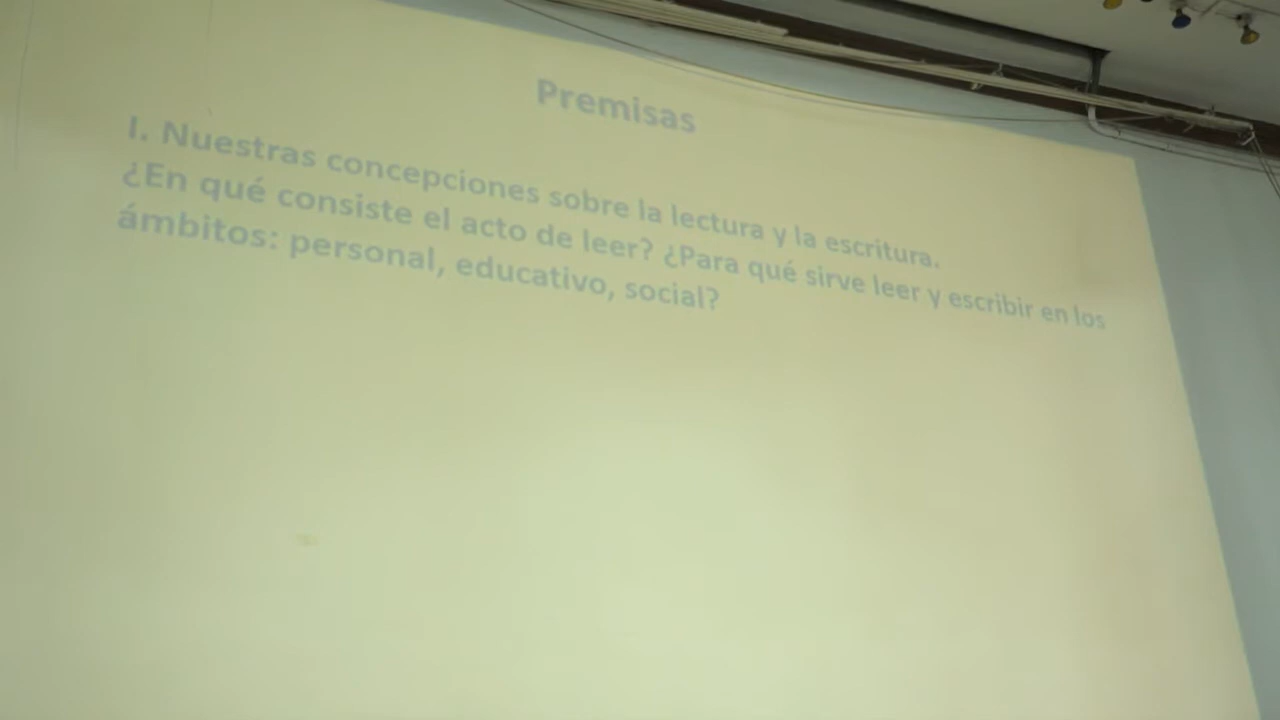 Premisas
I. Nuestras concepciones sobre la lectura y la escritura.
¿En qué consiste el acto de leer? ¿Para qué sirve leer y escribir en los
ámbitos: personal, educativo, social?